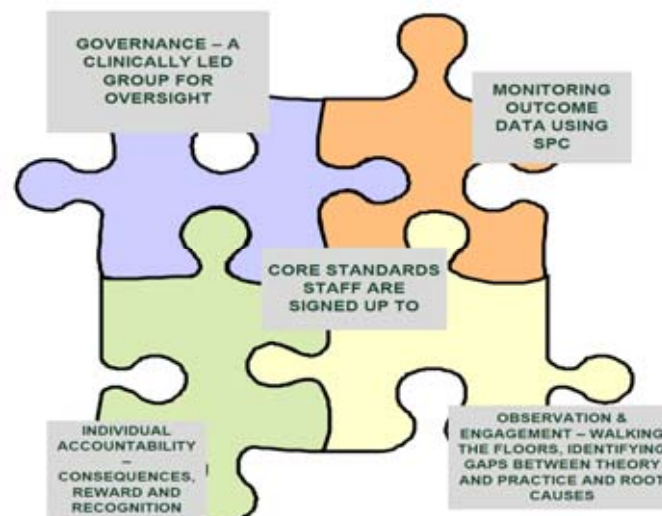 GOVERNANCE – A
CLINICALLY LED
GROUP FOR
OVERSIGHT
MONITORING
OUTCOME
DATA USING
SPC
CORE STANDARDS
STAFF ARE
SIGNED UP TO
INDIVIDUAL
ACCOUNTABILITY
–
CONSEQUENCES,
REWARD AND
RECOGNITION
OBSERVATION &
ENGAGEMENT – WALKING
THE FLOORS, IDENTIFYING
GAPS BETWEEN THEORY
AND PRACTICE AND ROOT
CAUSES